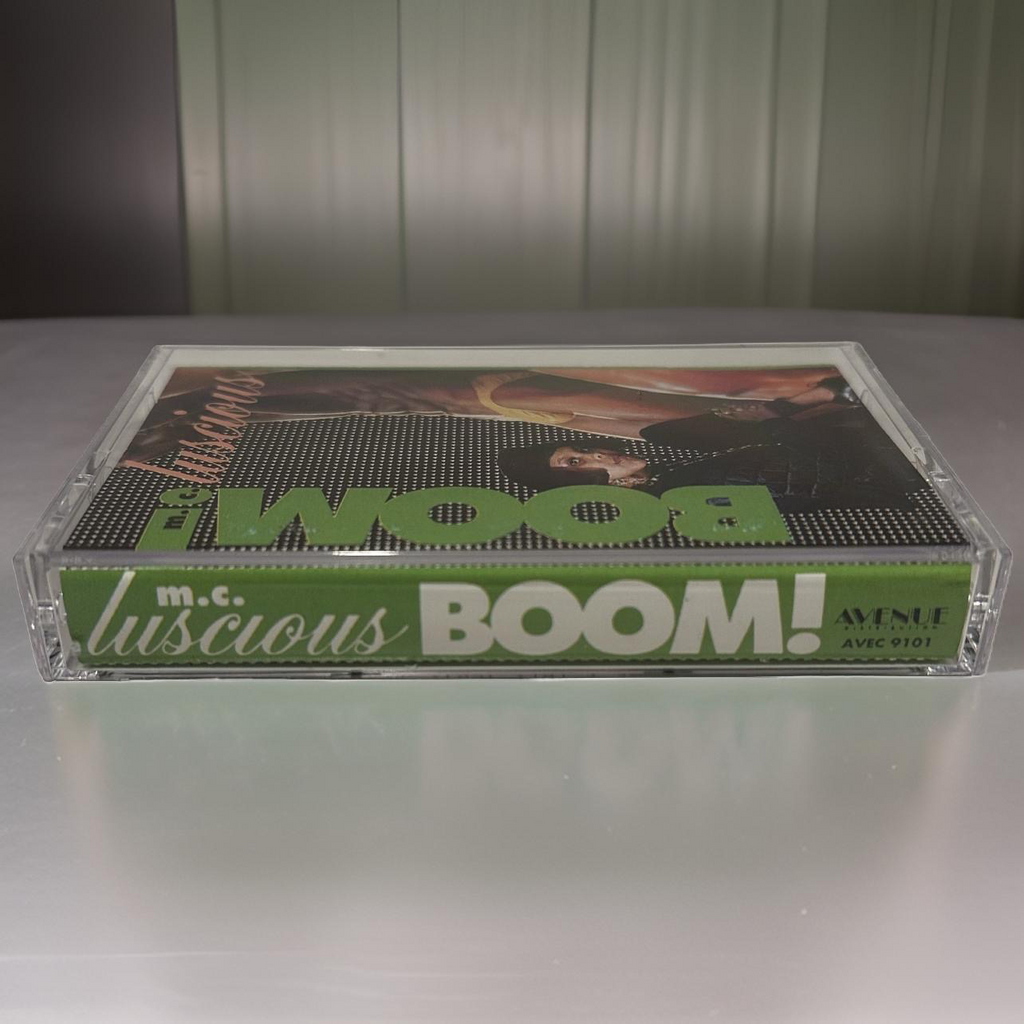 m.c.
luscious
BOOM!
m.c.
luscious
BOOM!
AVENUE
AVEC 9101